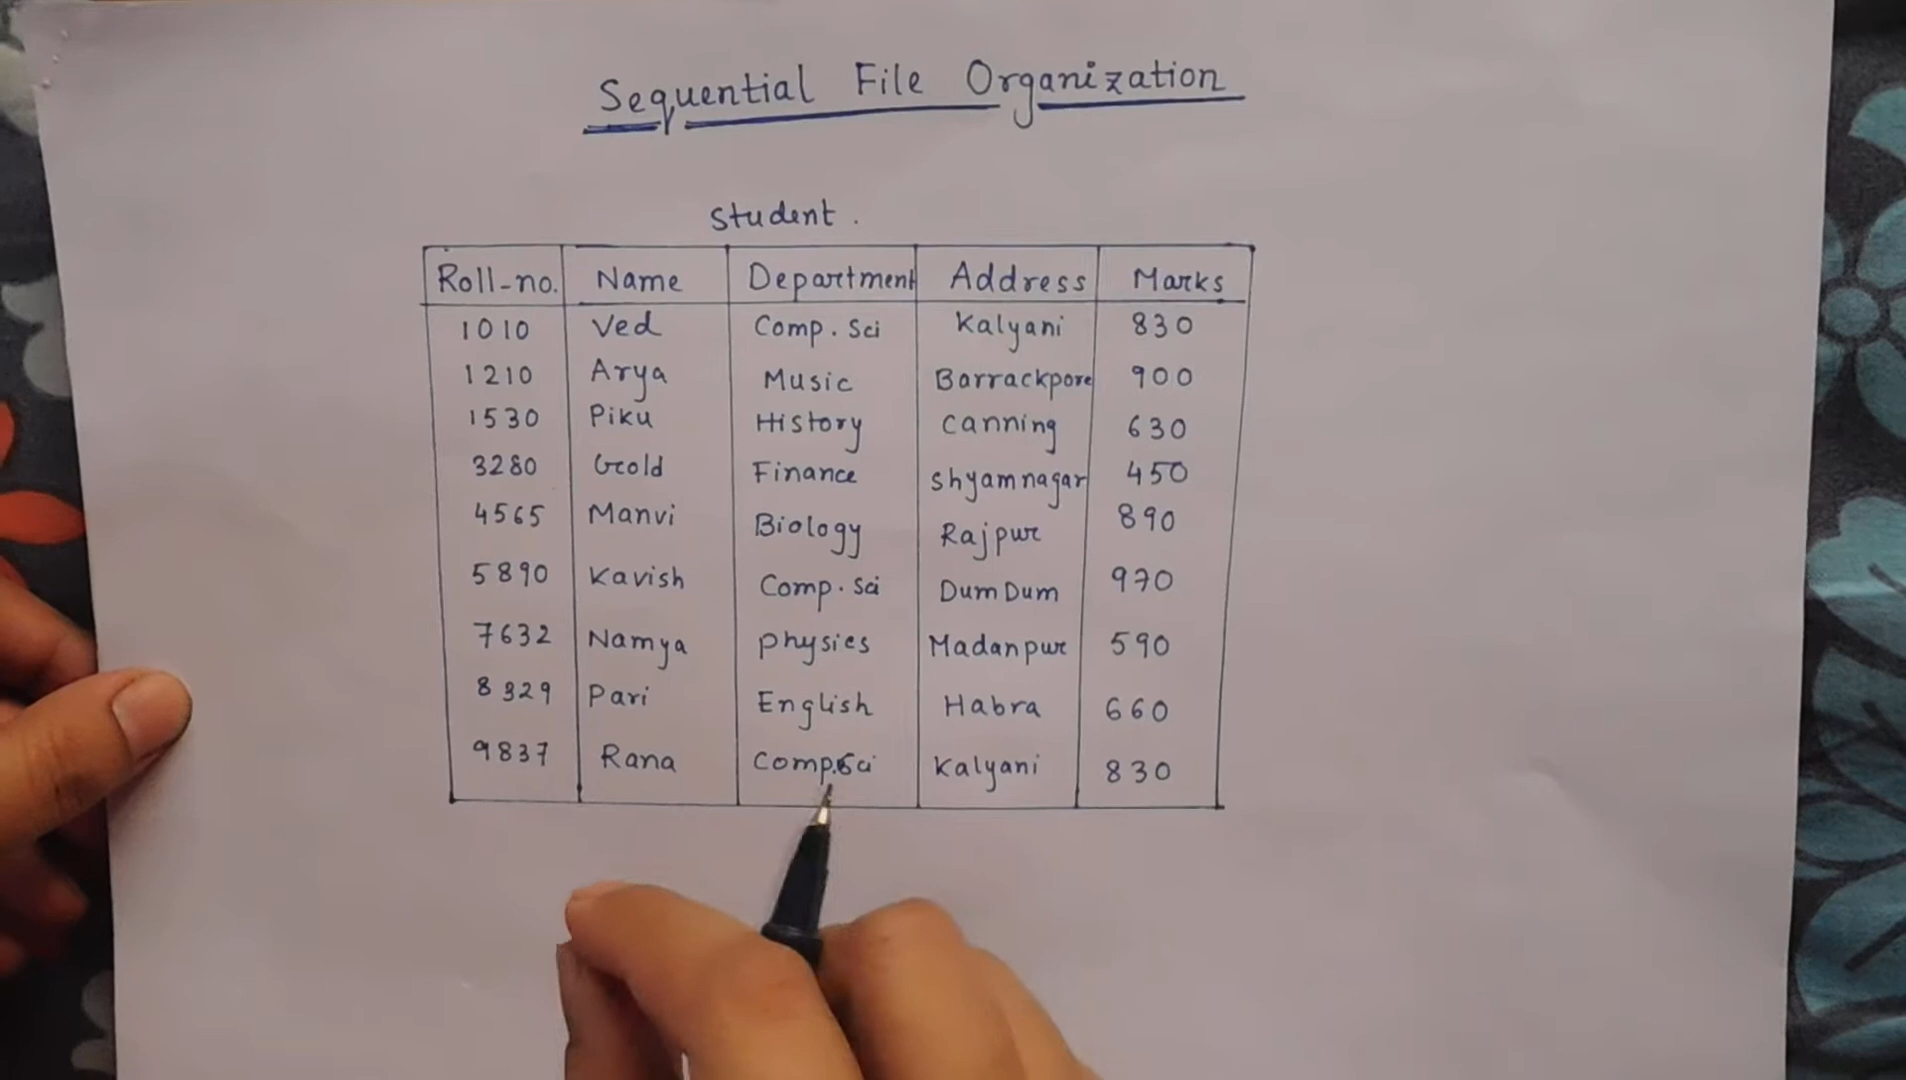 Sequential File Organization
Student.
Roll-no. Name Department Address Marks
1010 Ved Comp. Sci Kalyani 830
1210 Arya Music Barrackpore 900
1530 Piku History Canning 630
3280 Gold Finance Shyamnagar 450
4565 Manvi Biology Rajpur 890
5890 Kavish Comp. Sci DumDum 970
7632 Namya Physics Madanpur 590
8329 Pari English Habra 660
9837 Rana Comp.Sci Kalyani 830